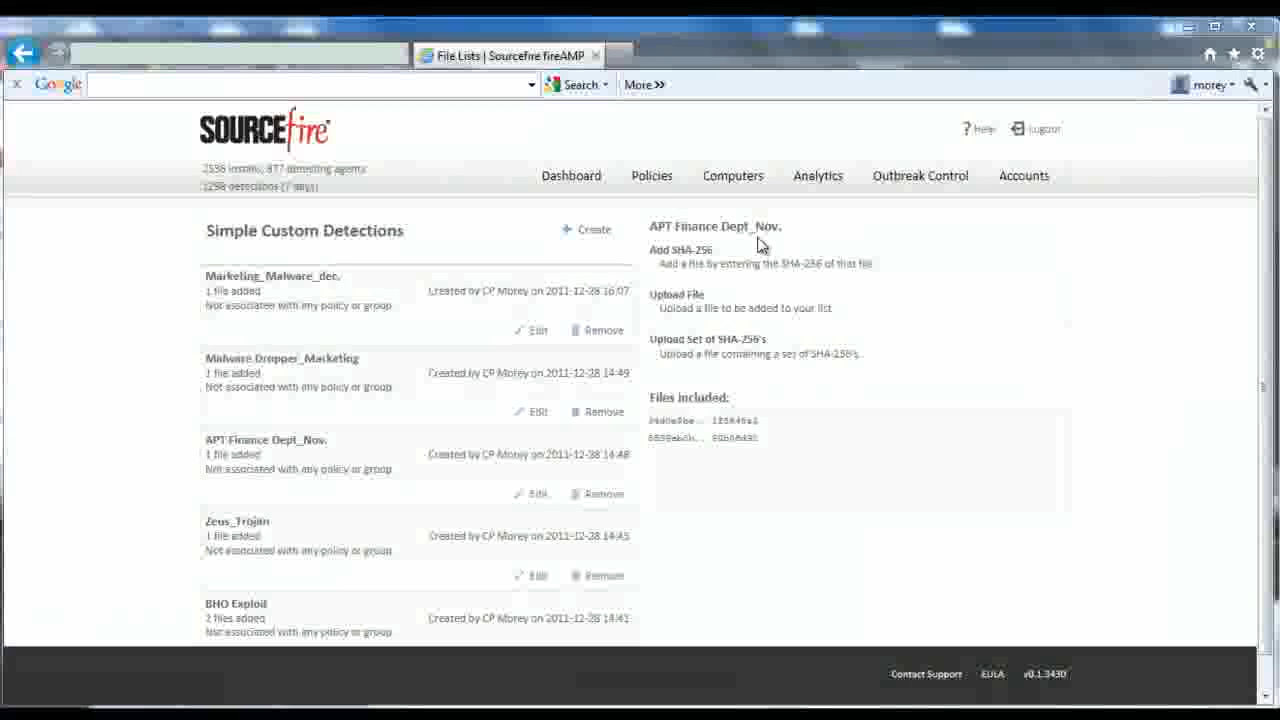 File Lists | Sourcefire fireAMP
Google
Search
More >>
morey
SOURCEfire
Help
Logout
installs, 877 detecting agents
1298 detections (7 days)
Dashboard
Policies
Computers
Analytics
Outbreak Control
Accounts
Simple Custom Detections
+ Create
Marketing_Malware_dec.
1 file added
Created by CP Morey on 2011-12-28 16:07
Not associated with any policy or group
Edit
Remove
Malware Dropper_Marketing
1 file added
Created by CP Morey on 2011-12-28 14:49
Not associated with any policy or group
Edit
Remove
APT Finance Dept_Nov.
1 file added
Created by CP Morey on 2011-12-28 14:48
Not associated with any policy or group
Edit
Remove
Zeus_Trojan
1 file added
Created by CP Morey on 2011-12-28 14:45
Not associated with any policy or group
Edit
Remove
BHO Exploit
2 files added
Created by CP Morey on 2011-12-28 14:41
Not associated with any policy or group
APT Finance Dept_Nov.
Add SHA-256
Add a file by entering the SHA-256 of that file
Upload File
Upload a file to be added to your list
Upload Set of SHA-256's
Upload a file containing a set of SHA-256's
Files included:
Contact Support
EULA
v0.1.3430